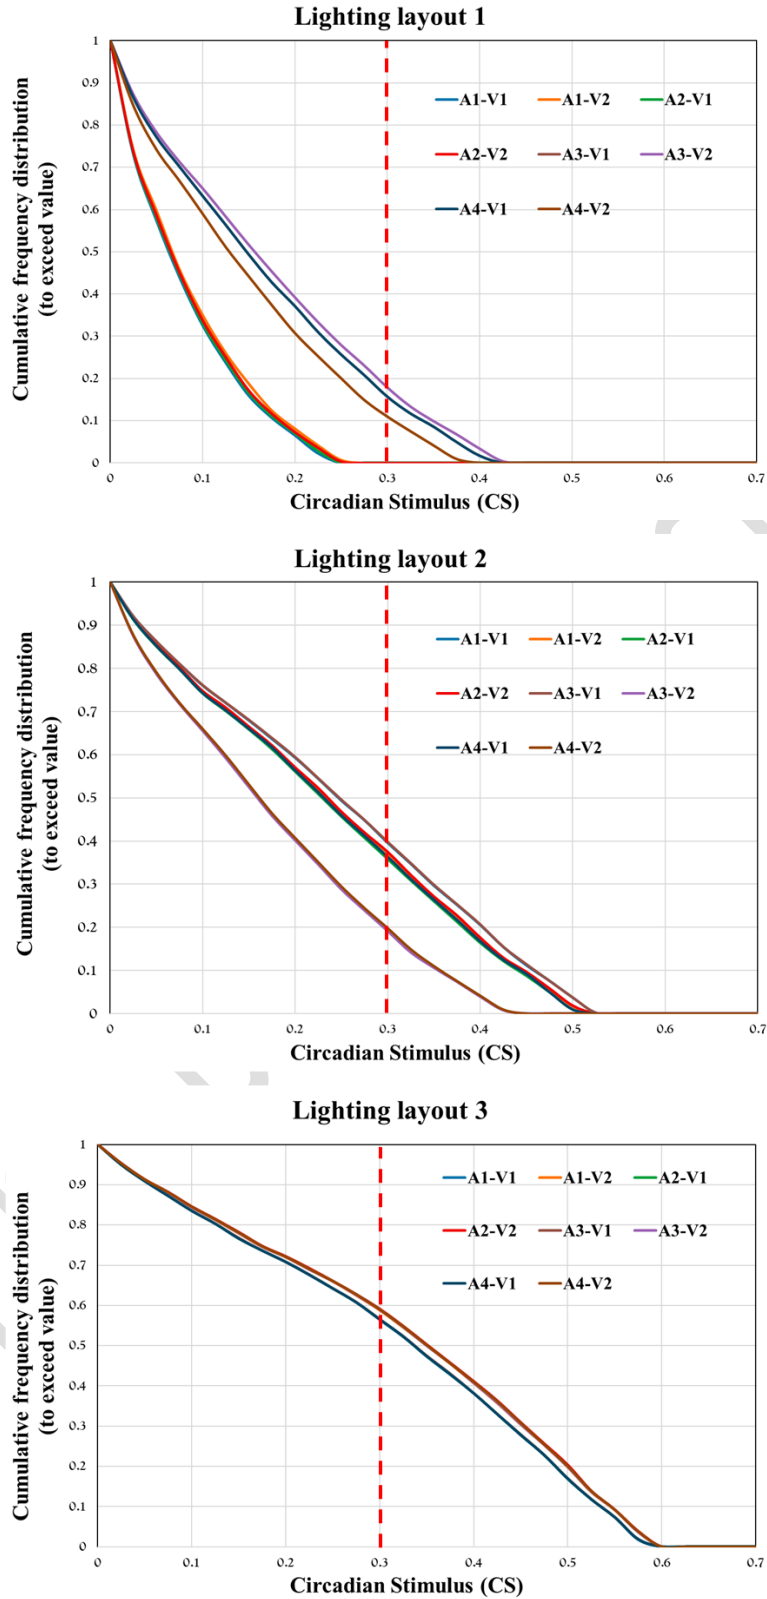 Lighting layout 1
Cumulative frequency distribution
(to exceed value)
1
0.9
0.8
0.7
0.6
0.5
0.4
0.3
0.2
0.1
0
A1-V1 A1-V2 A2-V1
A2-V2 A3-V1 A3-V2
A4-V1 A4-V2
0 0.1 0.2 0.3 0.4 0.5 0.6 0.7
Circadian Stimulus (CS)
Lighting layout 2
Cumulative frequency distribution
(to exceed value)
1
0.9
0.8
0.7
0.6
0.5
0.4
0.3
0.2
0.1
0
A1-V1 A1-V2 A2-V1
A2-V2 A3-V1 A3-V2
A4-V1 A4-V2
0 0.1 0.2 0.3 0.4 0.5 0.6 0.7
Circadian Stimulus (CS)
Lighting layout 3
Cumulative frequency distribution
(to exceed value)
1
0.9
0.8
0.7
0.6
0.5
0.4
0.3
0.2
0.1
0
A1-V1 A1-V2 A2-V1
A2-V2 A3-V1 A3-V2
A4-V1 A4-V2
0 0.1 0.2 0.3 0.4 0.5 0.6 0.7
Circadian Stimulus (CS)